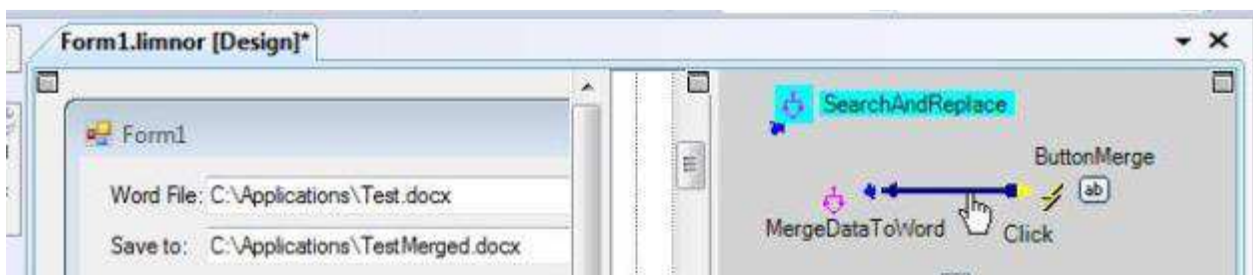 Form1.limnor [Design]*
Form1
Word File: C:\Applications\Test.docx
Save to: C:\Applications\TestMerged.docx
SearchAndReplace
ButtonMerge
ab
MergeDataToWord
Click